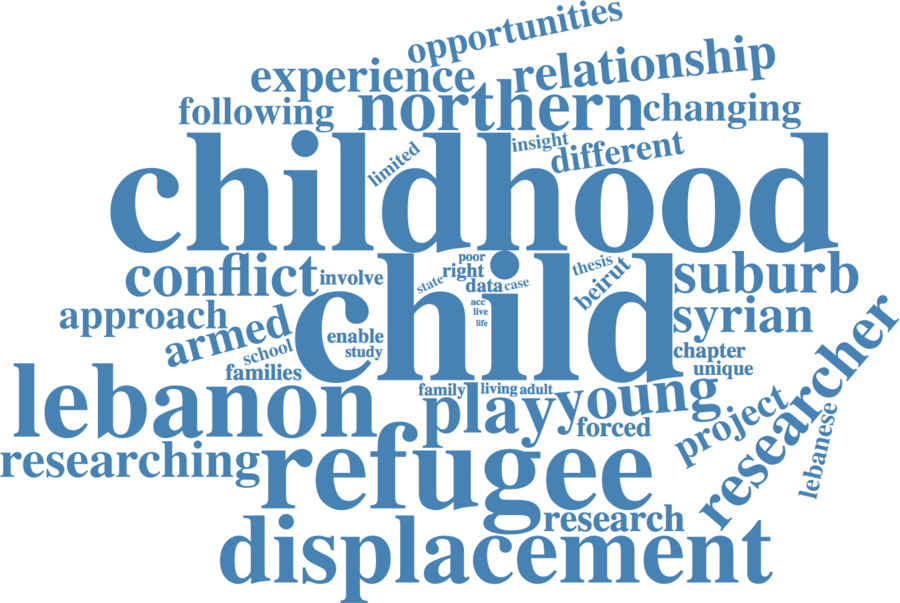 opportunities
experience
relationship
following
northern
changing
limited
insight
different
childhood
conflict
involve
poor
right
state
data
case
thesis
beirut
suburb
child
acc
live
life
approach
armed
enable
syrian
school
study
families
chapter
unique
researcher
lebanon
family
living
adult
play
young
forced
project
lebanese
researching
refugee
research
displacement